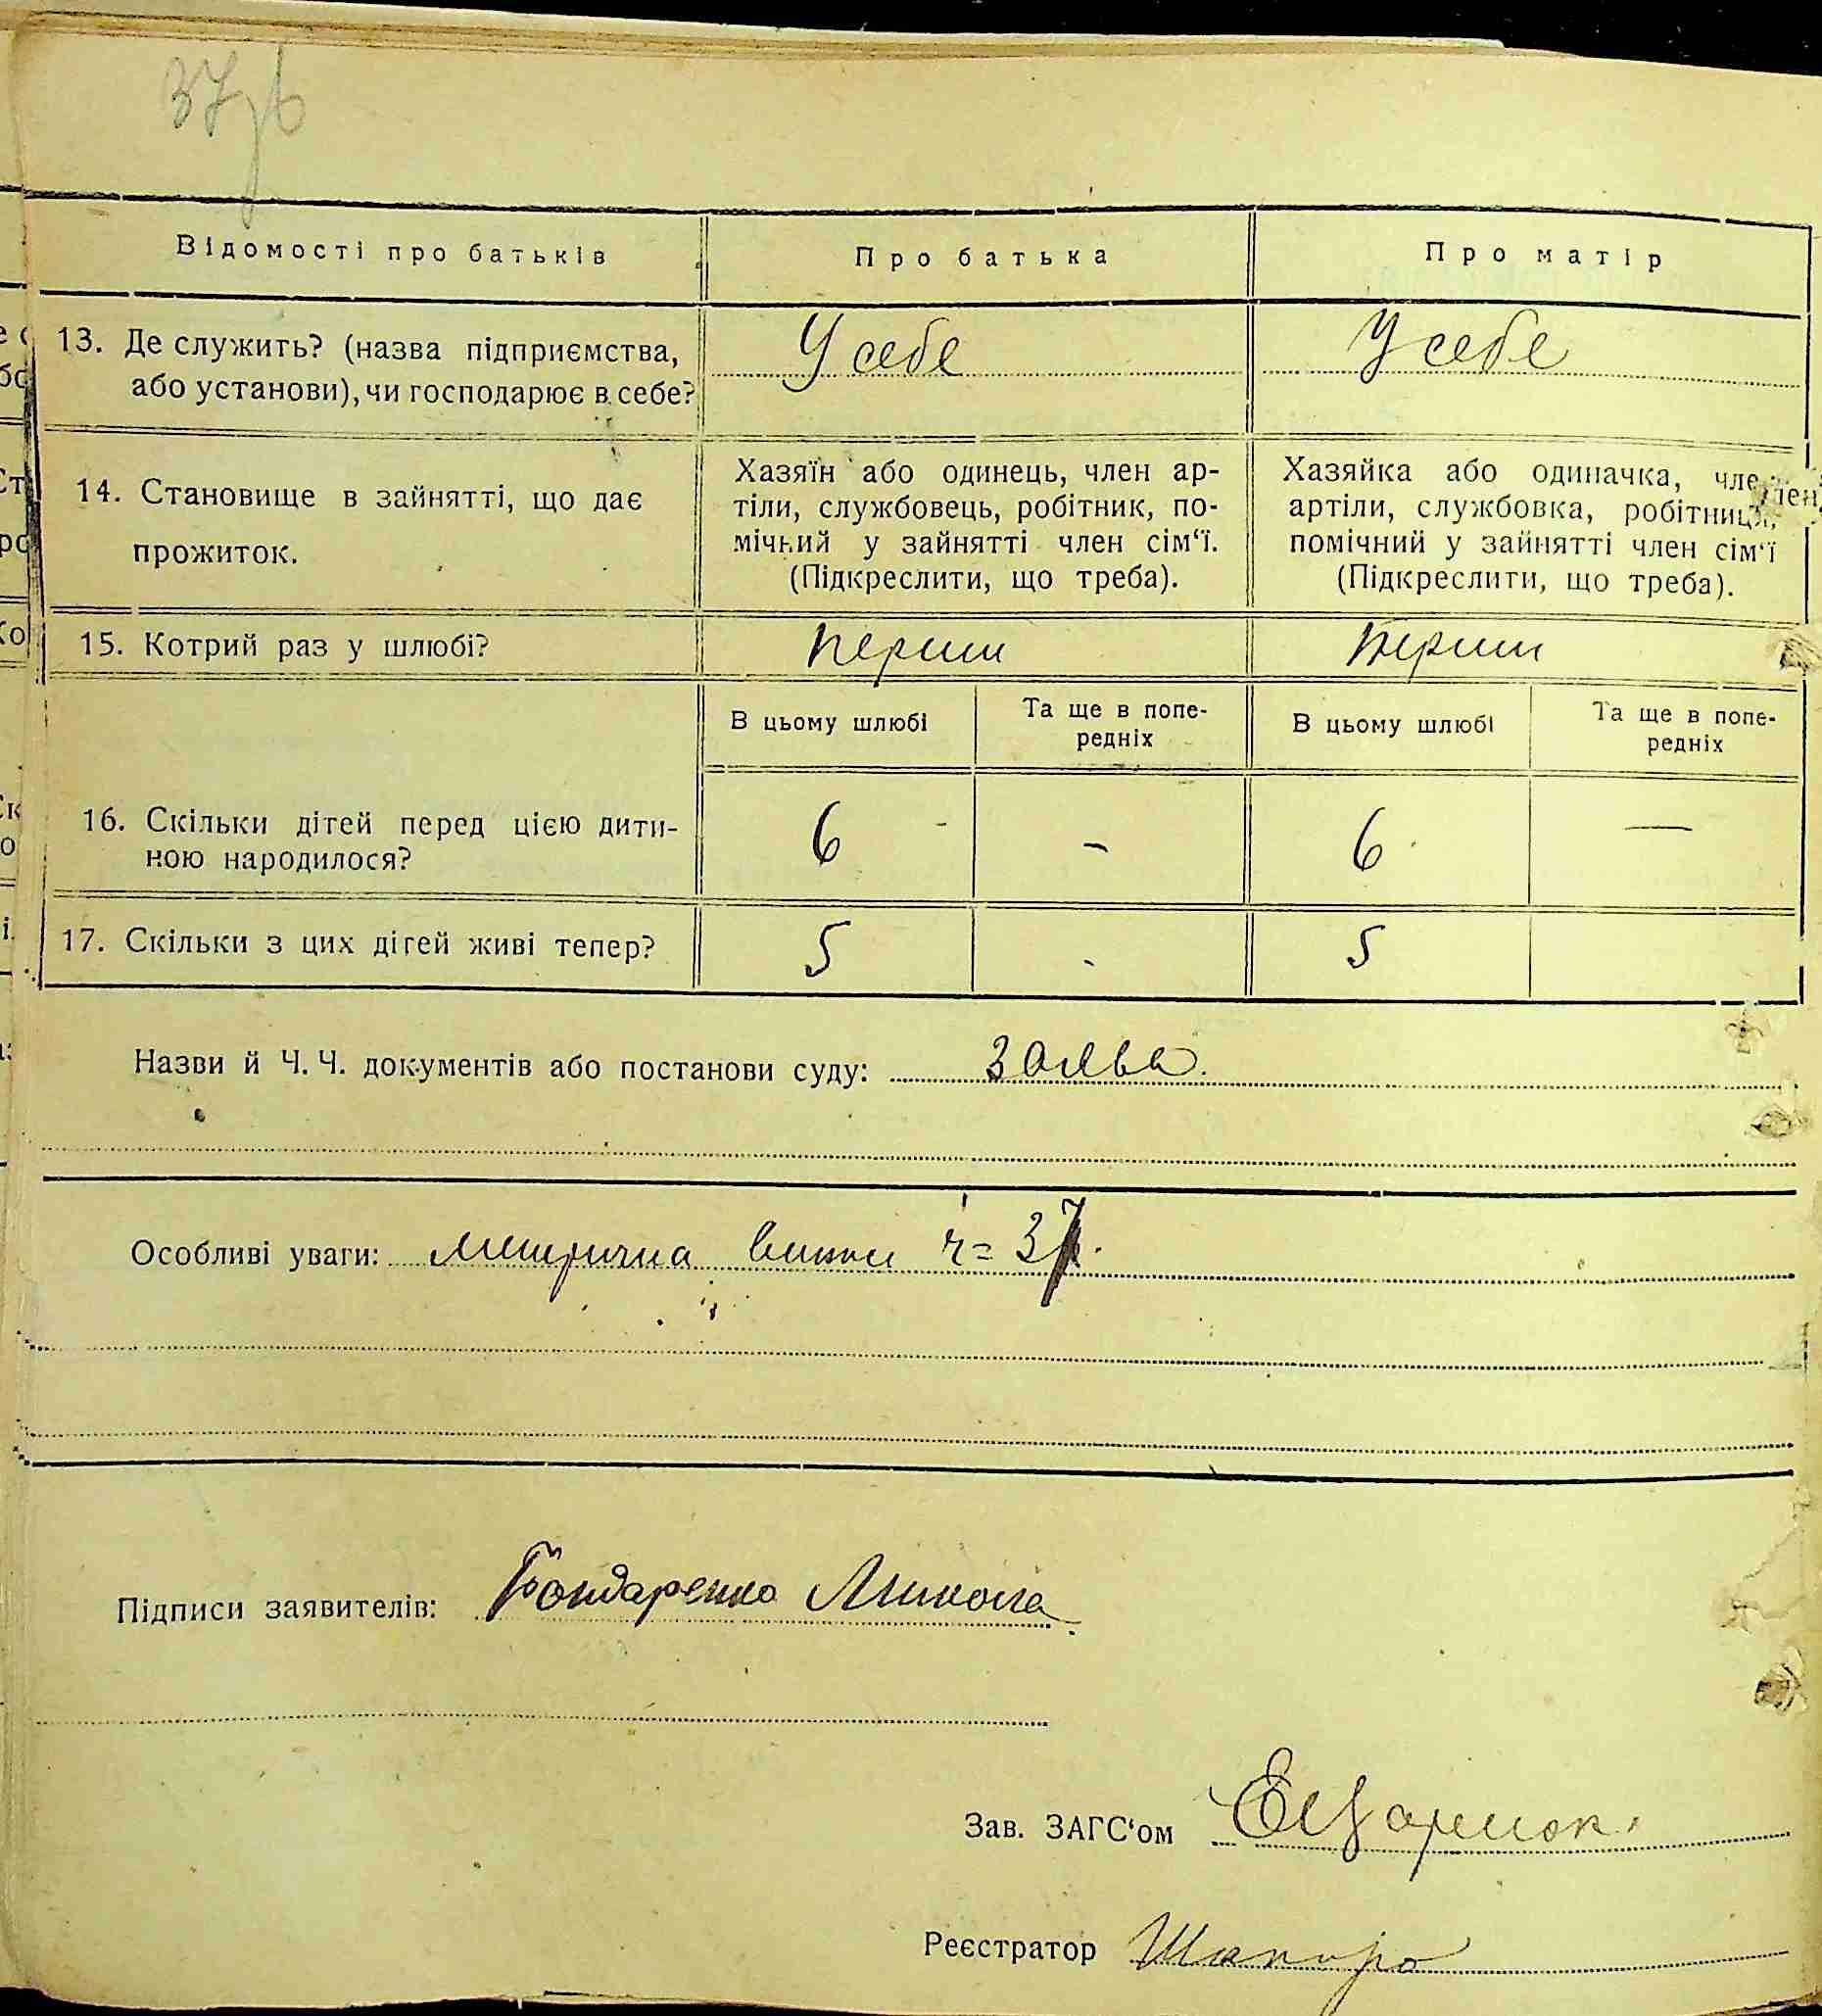 Відомості про батьків Про батька Про матір
13. Де служить? (назва підприємства, У себе У себе
або установи), чи господарює в себе?
14. Становище в зайнятті, що дає
прожиток.
Хазяїн або одинець, член ар-
тіли, службовець, робітник, по-
мічний у зайнятті член сім‘ї.
(Підкреслити, що треба).
Хазяйка або одиначка, член
артіли, службовка, робітниця,
помічний у зайнятті член сім‘ї
(Підкреслити, що треба).
15. Котрий раз у шлюбі? перший перший
В цьому шлюбі Та ще в попе- В цьому шлюбі Та ще в попе-
редніх редніх
16. Скільки дітей перед цією дити- 6 - 6 —
ною народилося?
17. Скільки з цих дітей живі тепер? 5 - 5
Назви й Ч. Ч. документів або постанови суду: заява.
Особливі уваги: метрична ч= 37.
Підписи заявителів: Бондаренко Микола
Зав. ЗАГС‘ом
Реєстратор Шапиро